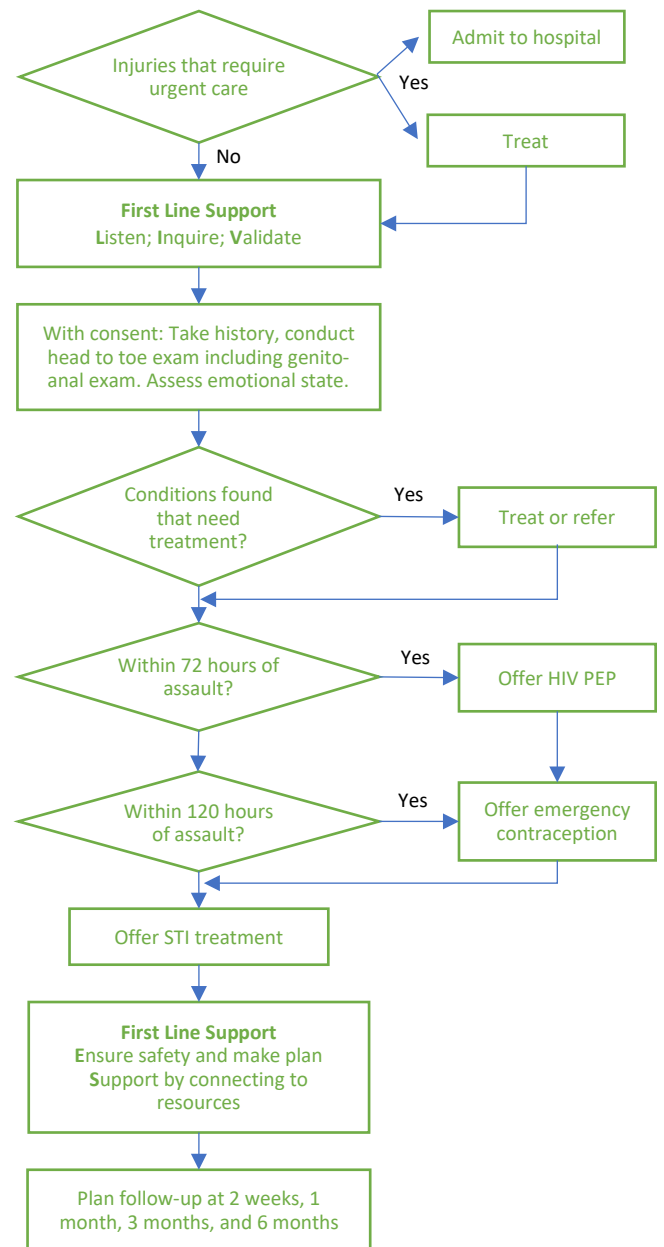 Injuries that require
urgent care
Admit to hospital
Yes
Treat
No
First Line Support
Listen; Inquire; Validate
With consent: Take history, conduct
head to toe exam including genito-
anal exam. Assess emotional state.
Conditions found
that need
treatment?
Yes
Treat or refer
Within 72 hours of
assault?
Yes
Offer HIV PEP
Within 120 hours
of assault?
Yes
Offer emergency
contraception
Offer STI treatment
First Line Support
Ensure safety and make plan
Support by connecting to
resources
Plan follow-up at 2 weeks, 1
month, 3 months, and 6 months